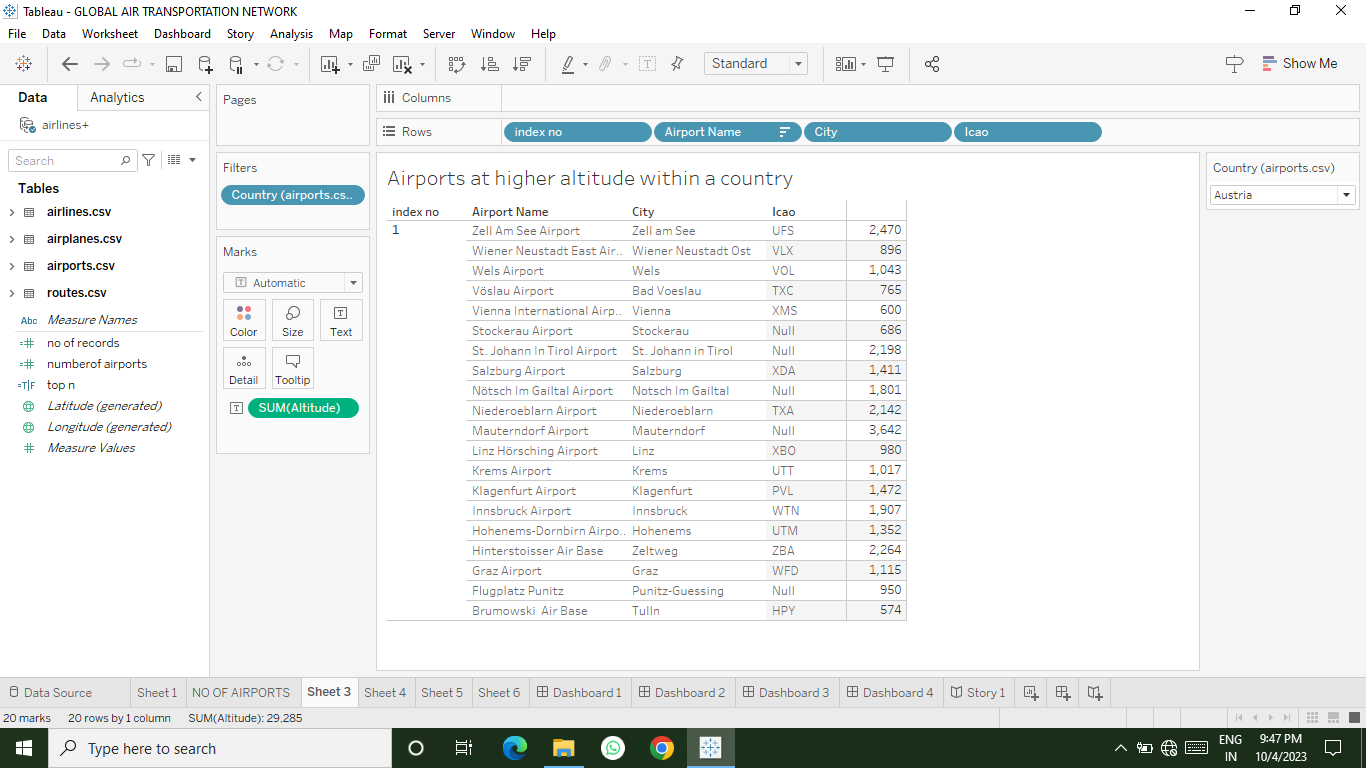 Tableau - GLOBAL AIR TRANSPORTATION NETWORK
File Data Worksheet Dashboard Story Analysis Map Format Server Window Help
Standard Show Me
Data Analytics
airlines+
Search
Tables
airlines.csv
airplanes.csv
airports.csv
routes.csv
Abc Measure Names
no of records
numberof airports
T|F top n
Latitude (generated)
Longitude (generated)
Measure Values
Pages
Filters
Country (airports.cs..
Marks
Automatic
Color Size Text
Detail Tooltip
SUM(Altitude)
Columns
Rows index no Airport Name City Icao
Airports at higher altitude within a country
index no Airport Name City Icao
1 Zell Am See Airport Zell am See UFS 2,470
Wiener Neustadt East Air.. Wiener Neustadt Ost VLX 896
Wels Airport Wels VOL 1,043
Vöslau Airport Bad Voeslau TXC 765
Vienna International Airp.. Vienna XMS 600
Stockerau Airport Stockerau Null 686
St. Johann In Tirol Airport St. Johann in Tirol Null 2,198
Salzburg Airport Salzburg XDA 1,411
Nötsch Im Gailtal Airport Notsch Im Gailtal Null 1,801
Niederoeblarn Airport Niederoeblarn TXA 2,142
Mauterndorf Airport Mauterndorf Null 3,642
Linz Hörsching Airport Linz XBO 980
Krems Airport Krems UTT 1,017
Klagenfurt Airport Klagenfurt PVL 1,472
Innsbruck Airport Innsbruck WTN 1,907
Hohenems-Dornbirn Airpo.. Hohenems UTM 1,352
Hinterstoisser Air Base Zeltweg ZBA 2,264
Graz Airport Graz WFD 1,115
Flugplatz Punitz Punitz-Guessing Null 950
Brumowski Air Base Tulln HPY 574
Country (airports.csv)
Austria
Data Source Sheet 1 NO OF AIRPORTS Sheet 3 Sheet 4 Sheet 5 Sheet 6 Dashboard 1 Dashboard 2 Dashboard 3 Dashboard 4 Story 1
20 marks 20 rows by 1 column SUM(Altitude): 29,285
Type here to search
ENG
IN
9:47 PM
10/4/2023